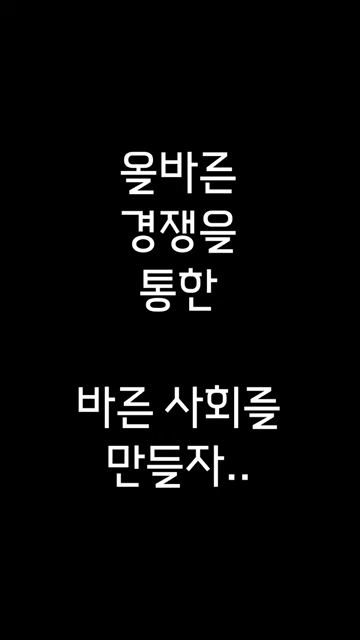 올바른
경쟁을
통한
바른 사회를
만들자..